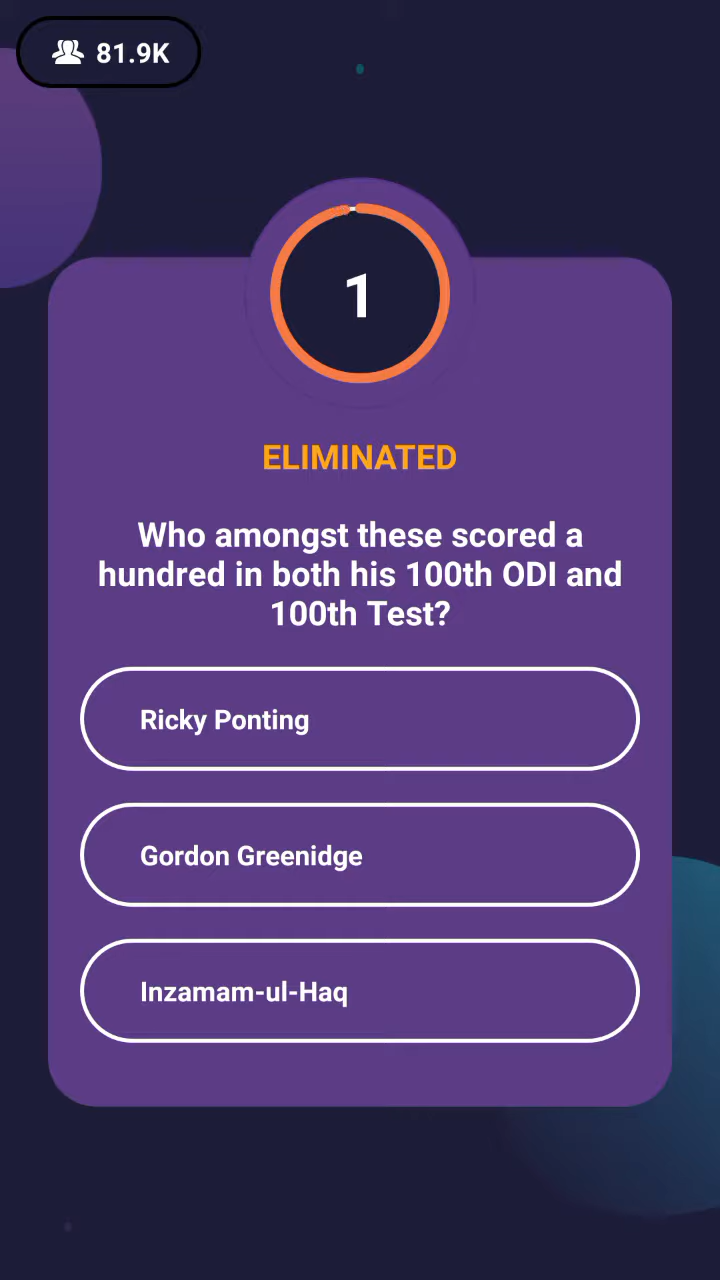 81.9K
1
ELIMINATED
Who amongst these scored a
hundred in both his 100th ODI and
100th Test?
Ricky Ponting
Gordon Greenidge
Inzamam-ul-Haq